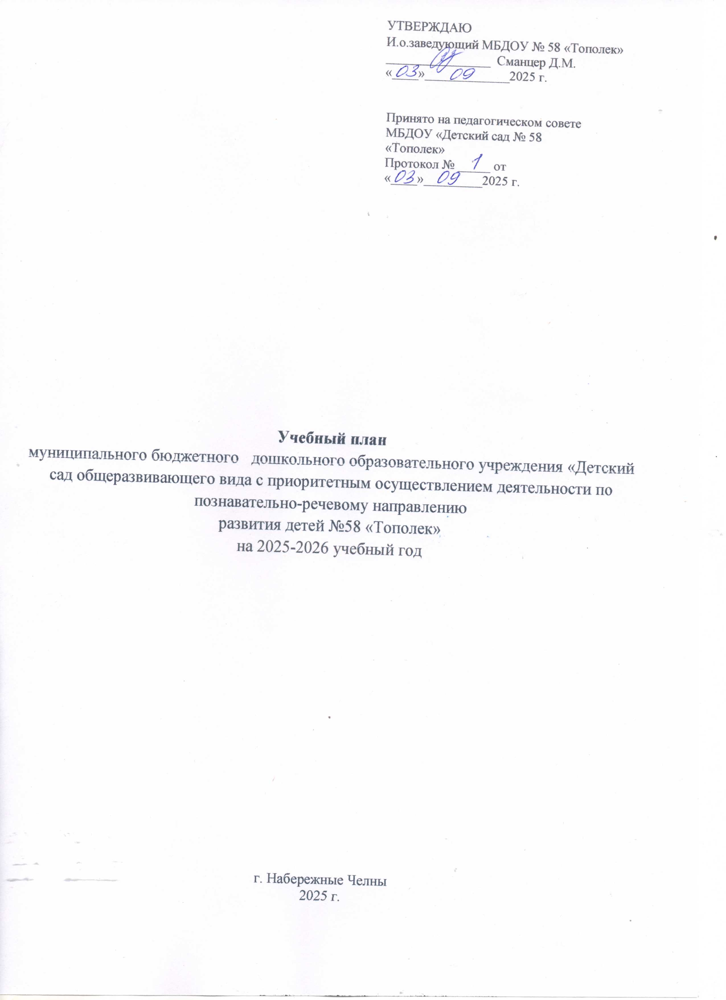 УТВЕРЖДАЮ
И.о.заведующий МБДОУ № 58 «Тополек»
Сманцер Д.М.
«03» 09 2025 г.
Принято на педагогическом совете
МБДОУ «Детский сад № 58
«Тополек»
Протокол № 1 от
«03» 09 2025 г.
Учебный план
муниципального бюджетного дошкольного образовательного учреждения «Детский
сад общеразвивающего вида с приоритетным осуществлением деятельности по
познавательно-речевому направлению
развития детей №58 «Тополек»
на 2025-2026 учебный год
г. Набережные Челны
2025 г.